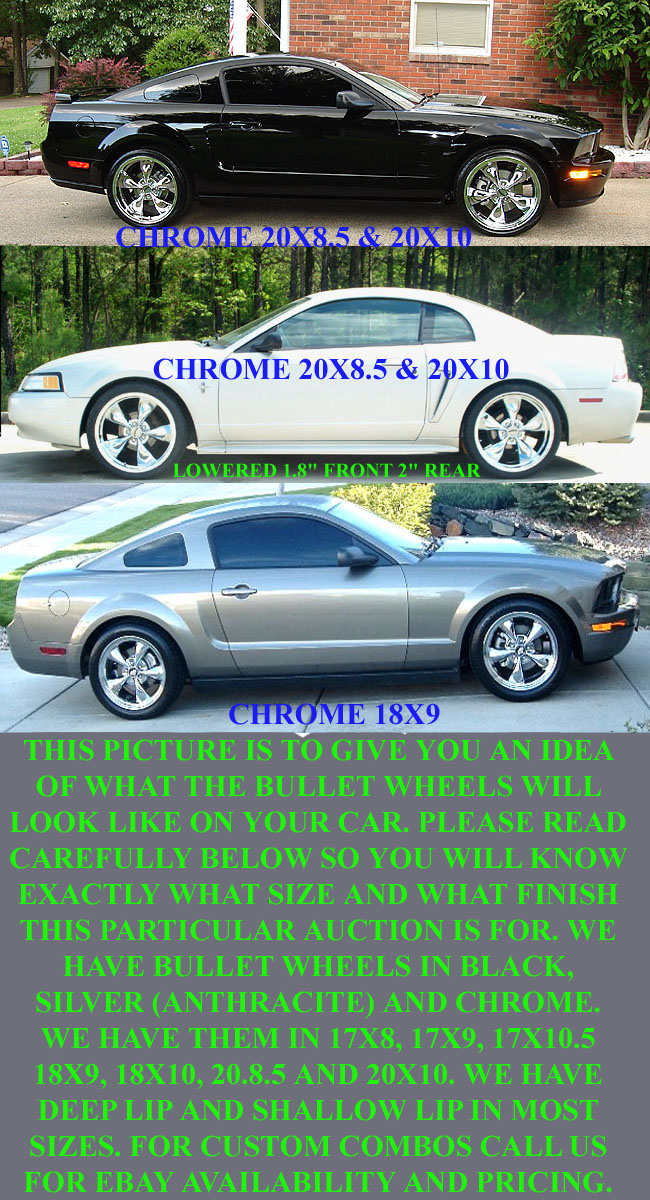 CHROME 20X8.5 & 20X10
CHROME 20X8.5 & 20X10
LOWERED 1.8" FRONT 2" REAR
CHROME 18X9
THIS PICTURE IS TO GIVE YOU AN IDEA
OF WHAT THE BULLET WHEELS WILL
LOOK LIKE ON YOUR CAR. PLEASE READ
CAREFULLY BELOW SO YOU WILL KNOW
EXACTLY WHAT SIZE AND WHAT FINISH
THIS PARTICULAR AUCTION IS FOR. WE
HAVE BULLET WHEELS IN BLACK,
SILVER (ANTHRACITE) AND CHROME.
WE HAVE THEM IN 17X8, 17X9, 17X10.5
18X9, 18X10, 20.8.5 AND 20X10. WE HAVE
DEEP LIP AND SHALLOW LIP IN MOST
SIZES. FOR CUSTOM COMBOS CALL US
FOR EBAY AVAILABILITY AND PRICING.